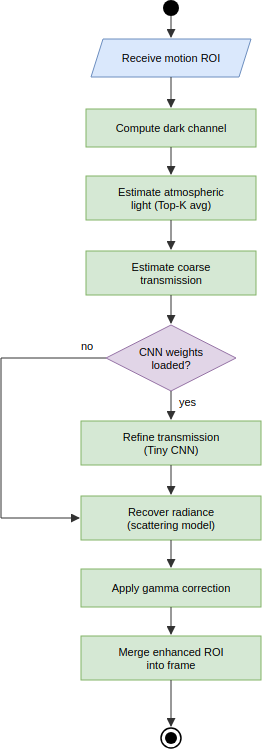 Receive motion ROI
Compute dark channel
Estimate atmospheric
light (Top-K avg)
Estimate coarse
transmission
CNN weights
loaded?
no
yes
Refine transmission
(Tiny CNN)
Recover radiance
(scattering model)
Apply gamma correction
Merge enhanced ROI
into frame